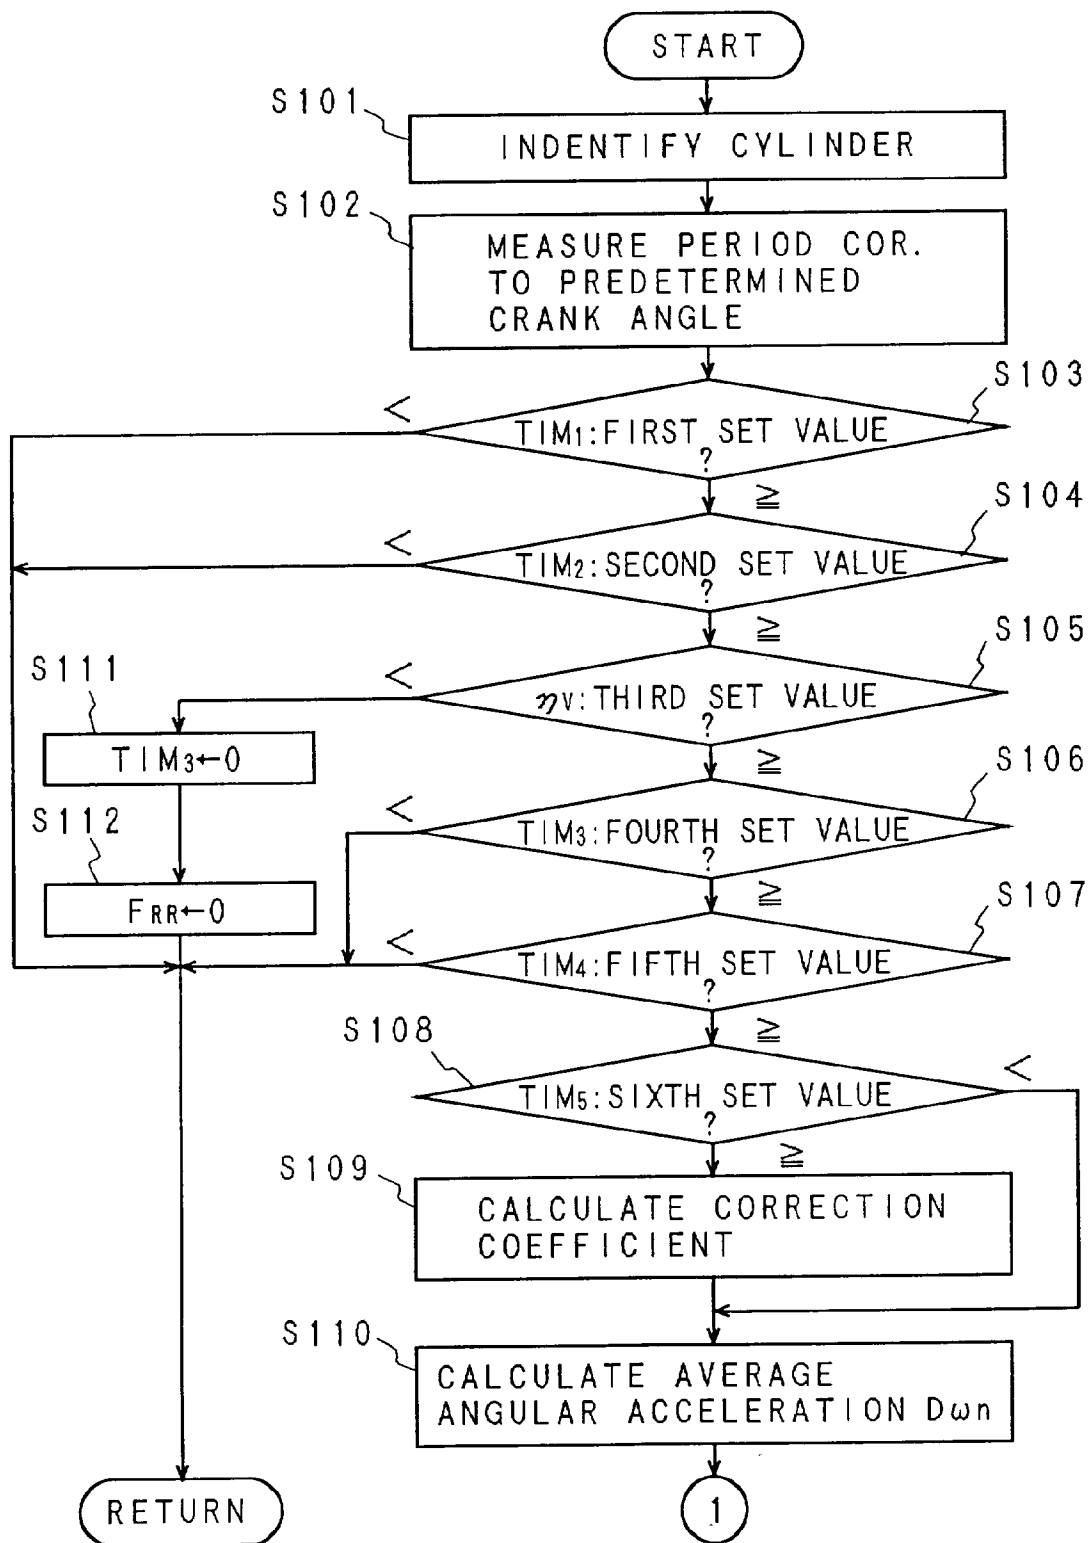 START
S101
INDENTIFY CYLINDER
S102
MEASURE PERIOD COR.
TO PREDETERMINED
CRANK ANGLE
S103
<
TIM1:FIRST SET VALUE
?
≧
S104
<
TIM2:SECOND SET VALUE
?
≧
S105
<
ηv:THIRD SET VALUE
?
≧
S111
TIM3←0
S106
<
TIM3:FOURTH SET VALUE
?
≧
S112
FRR←0
S107
<
TIM4:FIFTH SET VALUE
?
≧
S108
<
TIM5:SIXTH SET VALUE
?
≧
S109
CALCULATE CORRECTION
COEFFICIENT
S110
CALCULATE AVERAGE
ANGULAR ACCELERATION Dωn
RETURN
1